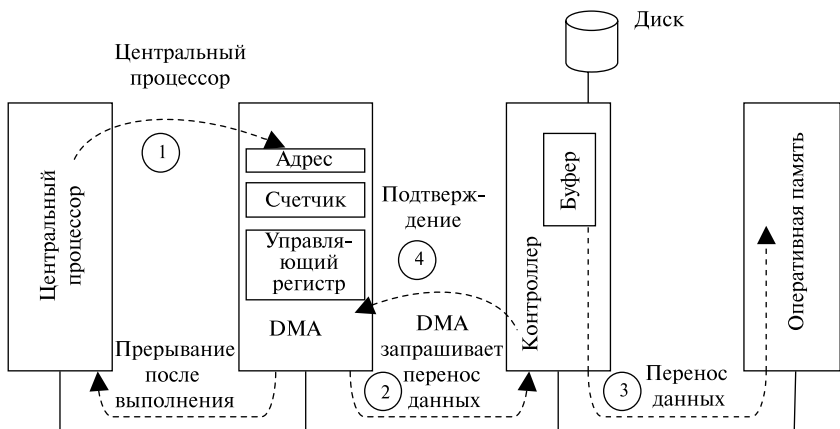 Диск
Центральный
процессор
1
Центральный
процессор
Адрес
Счетчик
Управля-
ющий
регистр
DMA
Подтверж-
дение
4
Буфер
Контроллер
Оперативная память
Прерывание
после
выполнения
2
DMA
запрашивает
перенос
данных
3
Перенос
данных